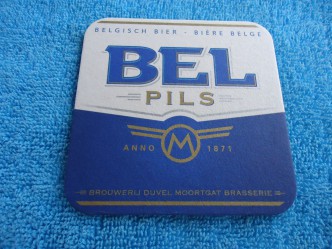 BELGISCH BIER - BIÈRE BELGE
BEL
PILS
ANNO M 1871
BROUWERIJ DUVEL MOORTGAT BRASSERIE